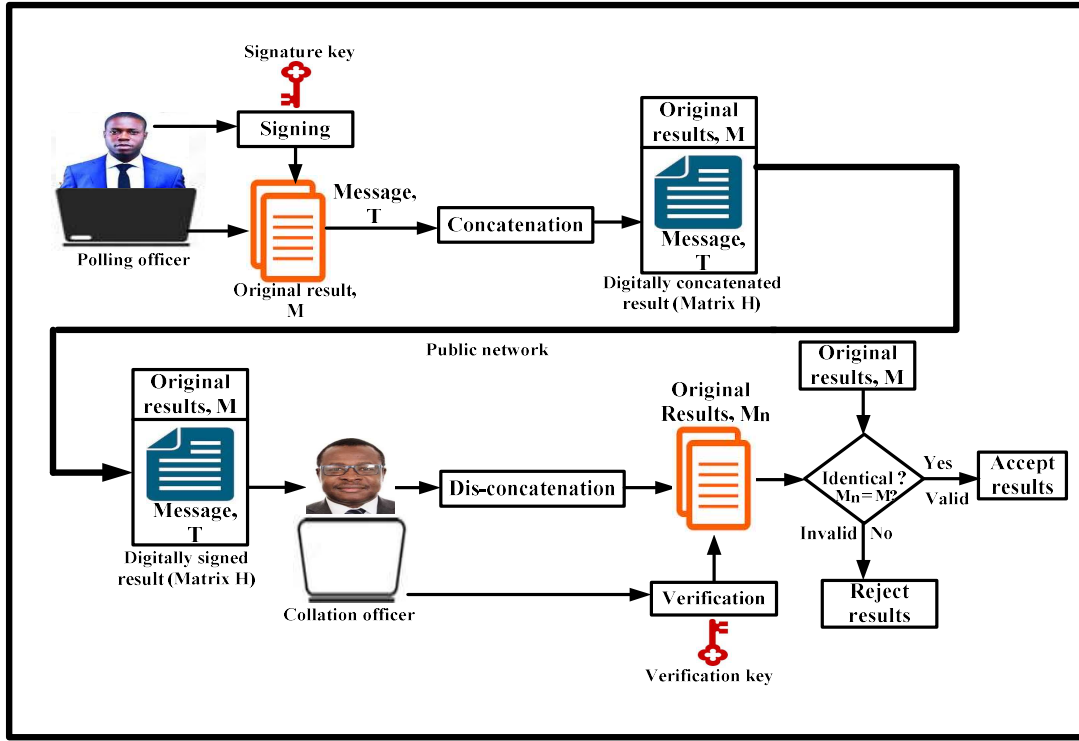 Signature key
Signing
Polling officer
Original result,
M
Message,
T
Concatenation
Original
results, M
Message,
T
Digitally concatenated
result (Matrix H)
Public network
Original
results, M
Message,
T
Digitally signed
result (Matrix H)
Collation officer
Dis-concatenation
Original
Results, Mn
Verification
Verification key
Original
results, M
Identical ?
Mn=M?
Yes
Valid
Accept
results
Invalid No
Reject
results